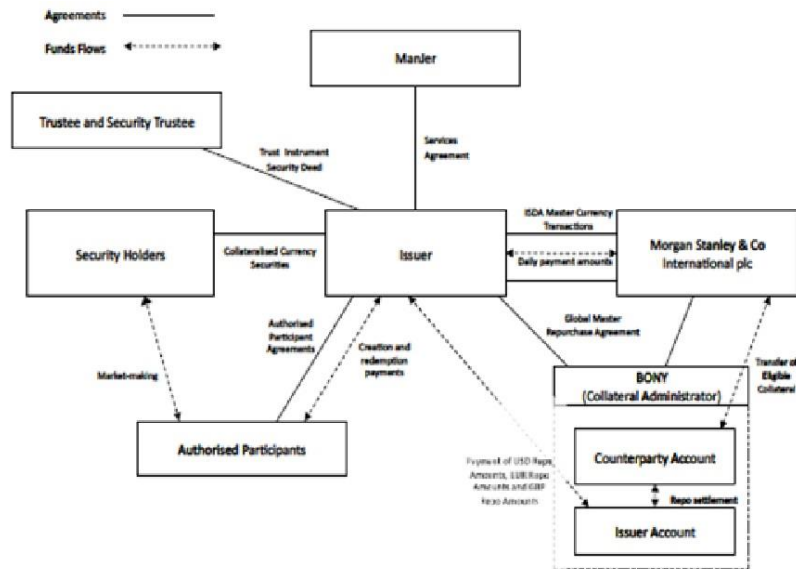 Agreements
Funds Flows
ManJer
Trustee and Security Trustee
Services
Agreement
Trust Instrument
Security Deed
ISDA Master Currency
Transactions
Security Holders
Issuer
Morgan Stanley & Co
International plc
Collateralised Currency
Securities
Daily payment amounts
Authorised
Participant
Agreements
Creation and
redemption
payments
Global Master
Repurchase Agreement
Market-making
Transfer of
Eligible
Collateral
BONY
(Collateral Administrator)
Authorised Participants
Counterparty Account
Payment of USD Repo
Amounts, EUR Repo
Amounts and GBP
Repo Amounts
Repo settlement
Issuer Account